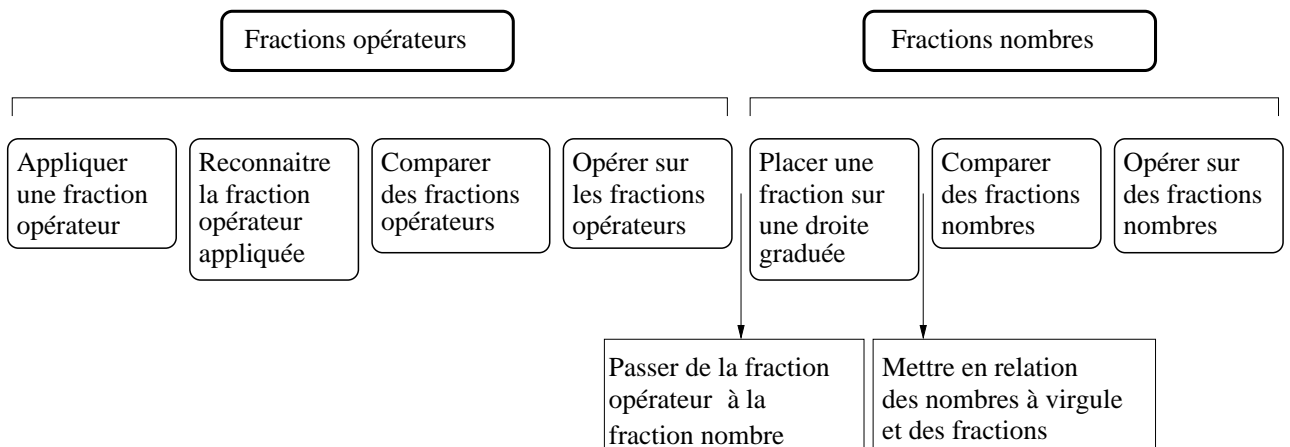 Fractions opérateurs
Fractions nombres
Appliquer
une fraction
opérateur
Reconnaitre
la fraction
opérateur
appliquée
Comparer
des fractions
opérateurs
Opérer sur
les fractions
opérateurs
Placer une
fraction sur
une droite
graduée
Comparer
des fractions
nombres
Opérer sur
des fractions
nombres
Passer de la fraction
opérateur à la
fraction nombre
Mettre en relation
des nombres à virgule
et des fractions